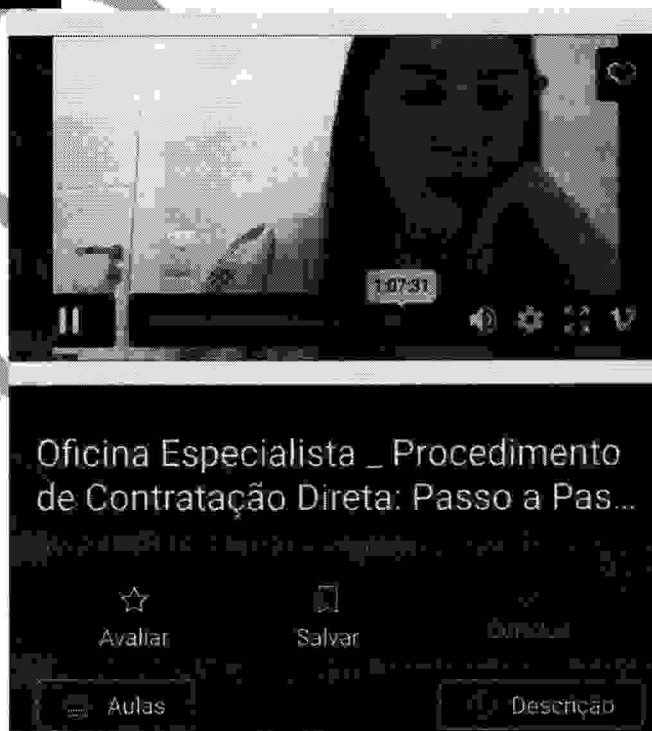 1:07:31
Oficina Especialista _ Procedimento
de Contratação Direta: Passo a Pas...
Avaliar
Salvar
Aulas
Descrição